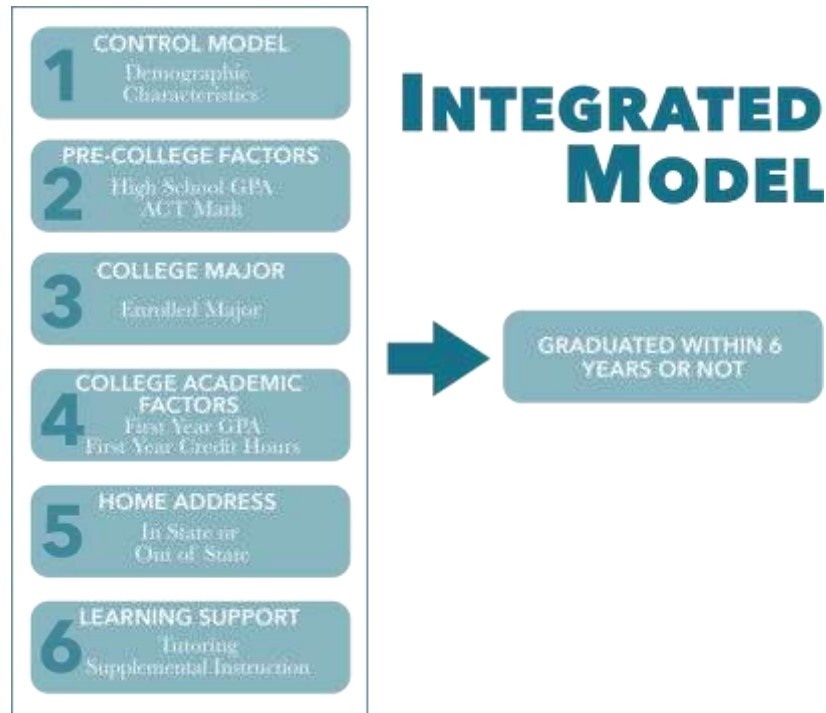 1
CONTROL MODEL
Demographic
Characteristics
2
PRE-COLLEGE FACTORS
High School GPA
ACT Math
3
COLLEGE MAJOR
Enrolled Major
4
COLLEGE ACADEMIC
FACTORS
First Year GPA
First Year Credit Hours
5
HOME ADDRESS
In State or
Out of State
6
LEARNING SUPPORT
Tutoring
Supplemental Instruction
INTEGRATED
MODEL
GRADUATED WITHIN 6
YEARS OR NOT